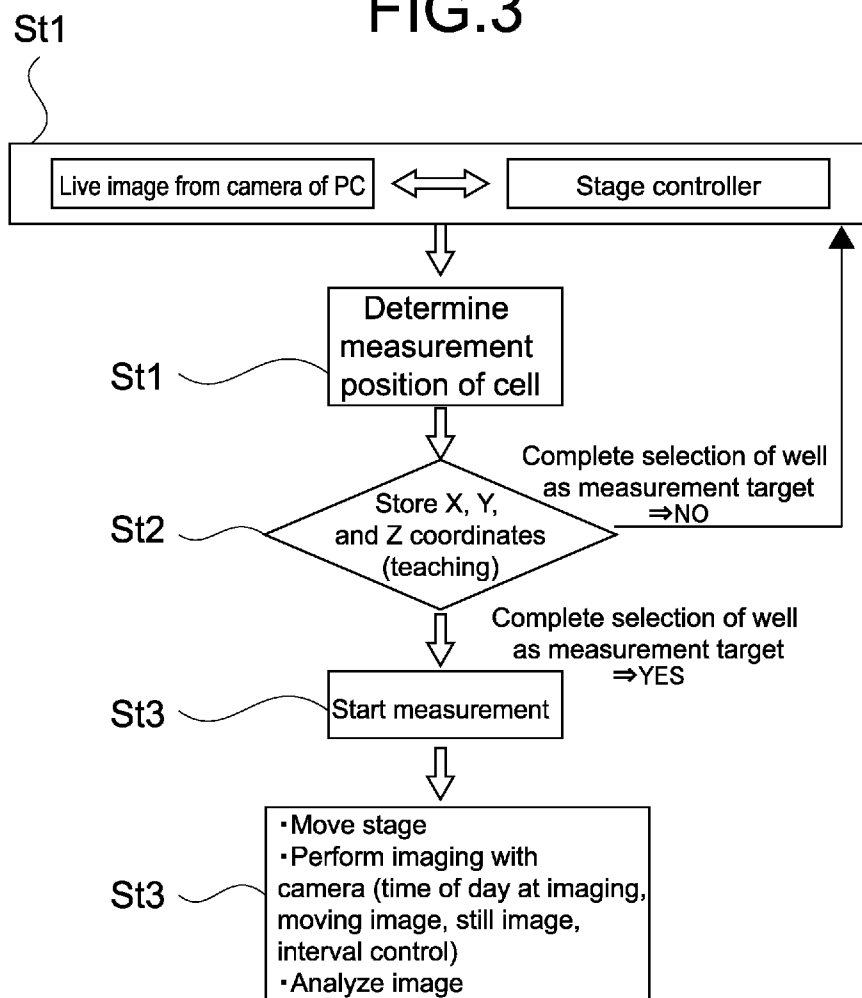 FIG.3
St1
Live image from camera of PC
Stage controller
Determine
measurement
position of cell
St1
Complete selection of well
as measurement target
⇒NO
Store X, Y,
and Z coordinates
(teaching)
St2
Complete selection of well
as measurement target
⇒YES
Start measurement
St3
・Move stage
・Perform imaging with
camera (time of day at imaging,
moving image, still image,
interval control)
・Analyze image
St3